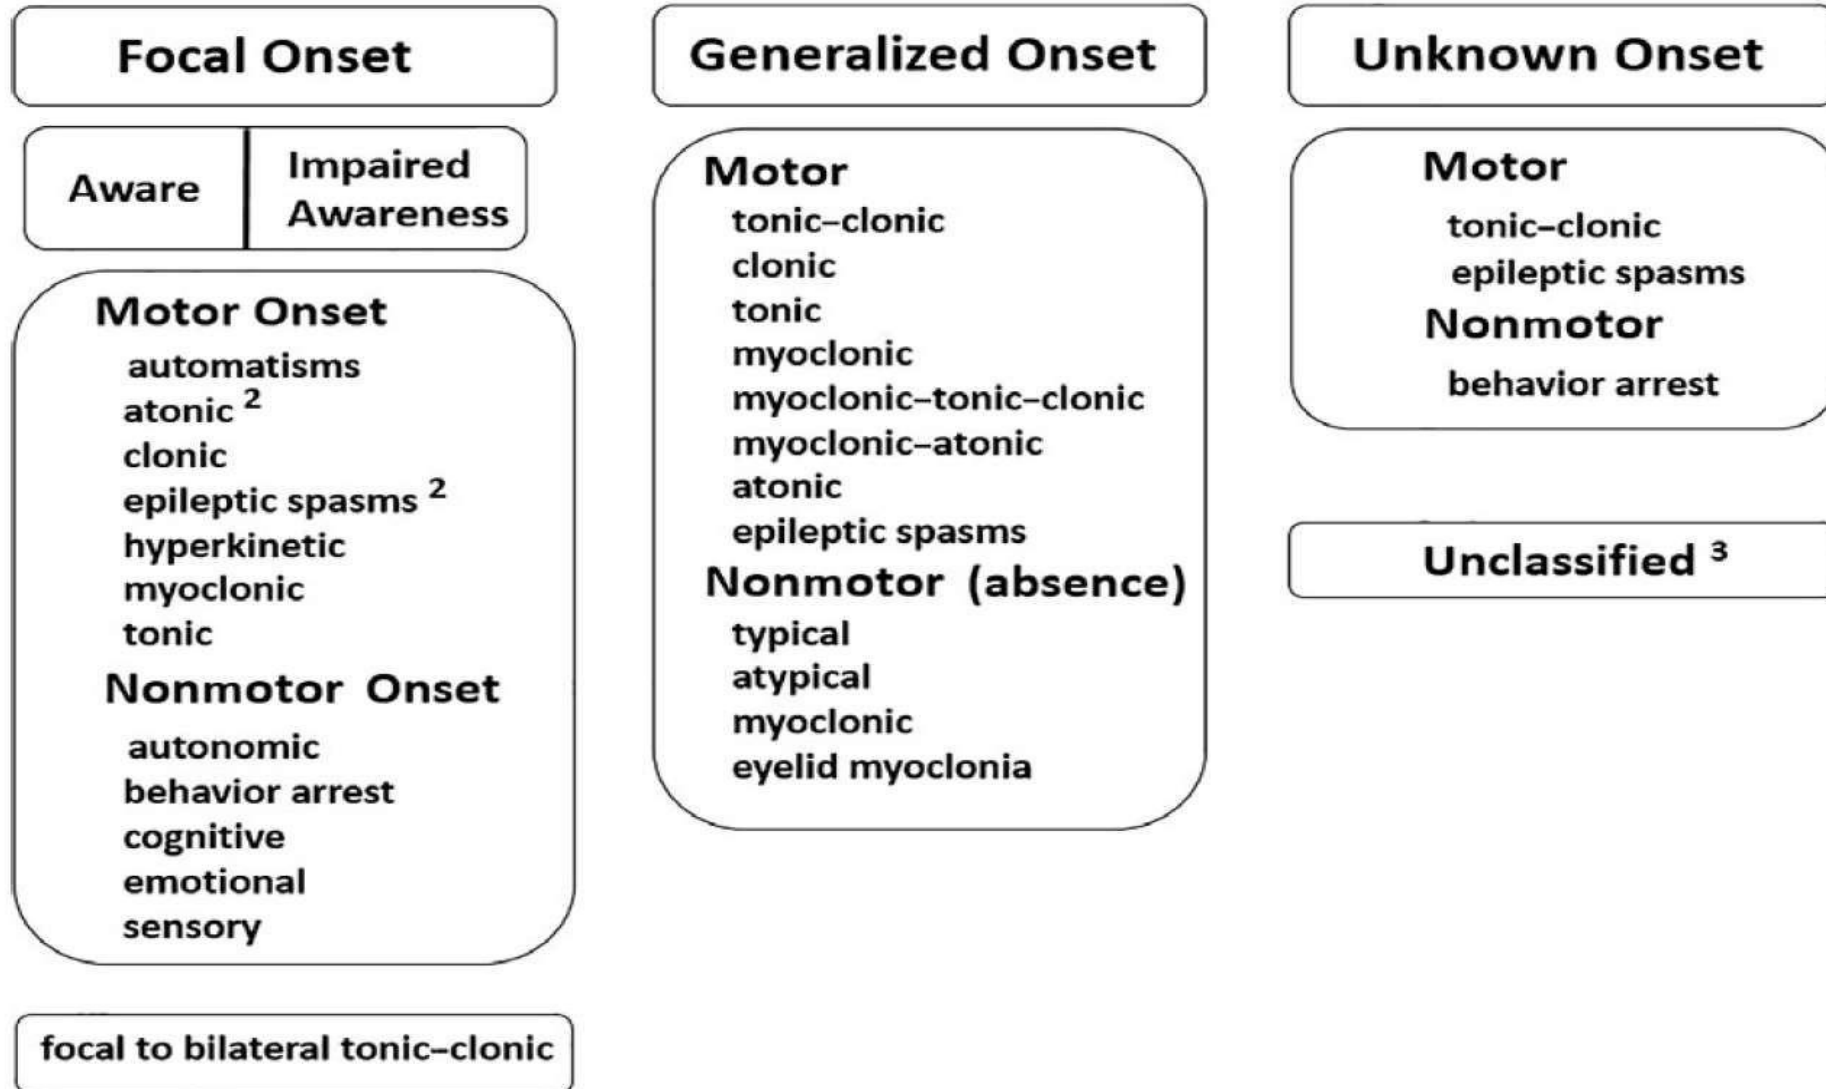 Focal Onset
Aware
Impaired
Awareness
Motor Onset
automatisms
atonic ²
clonic
epileptic spasms ²
hyperkinetic
myoclonic
tonic
Nonmotor Onset
autonomic
behavior arrest
cognitive
emotional
sensory
focal to bilateral tonic–clonic
Generalized Onset
Motor
tonic–clonic
clonic
tonic
myoclonic
myoclonic–tonic–clonic
myoclonic–atonic
atonic
epileptic spasms
Nonmotor (absence)
typical
atypical
myoclonic
eyelid myoclonia
Unknown Onset
Motor
tonic–clonic
epileptic spasms
Nonmotor
behavior arrest
Unclassified ³